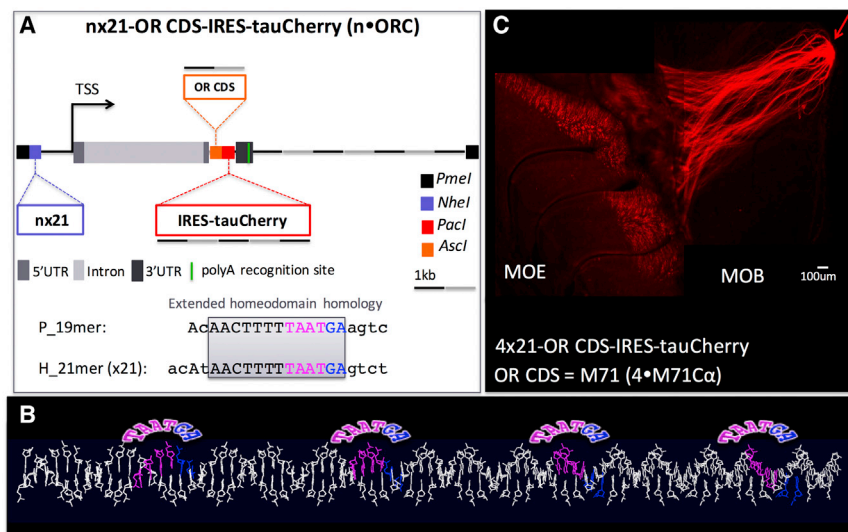 A
nx21-OR CDS-IRES-tauCherry (n•ORC)
TSS
OR CDS
nx21
IRES-tauCherry
PmeI
NheI
PacI
AscI
5'UTR Intron 3'UTR polyA recognition site
1kb
Extended homeodomain homology
P_19mer: AcAACTTTTTAATGAagtc
H_21mer (x21): acAtAACTTTTTAATGAgtct
C
MOE
MOB
100um
4x21-OR CDS-IRES-tauCherry
OR CDS = M71 (4•M71Cα)
B
TAATGA TAATGA TAATGA TAATGA